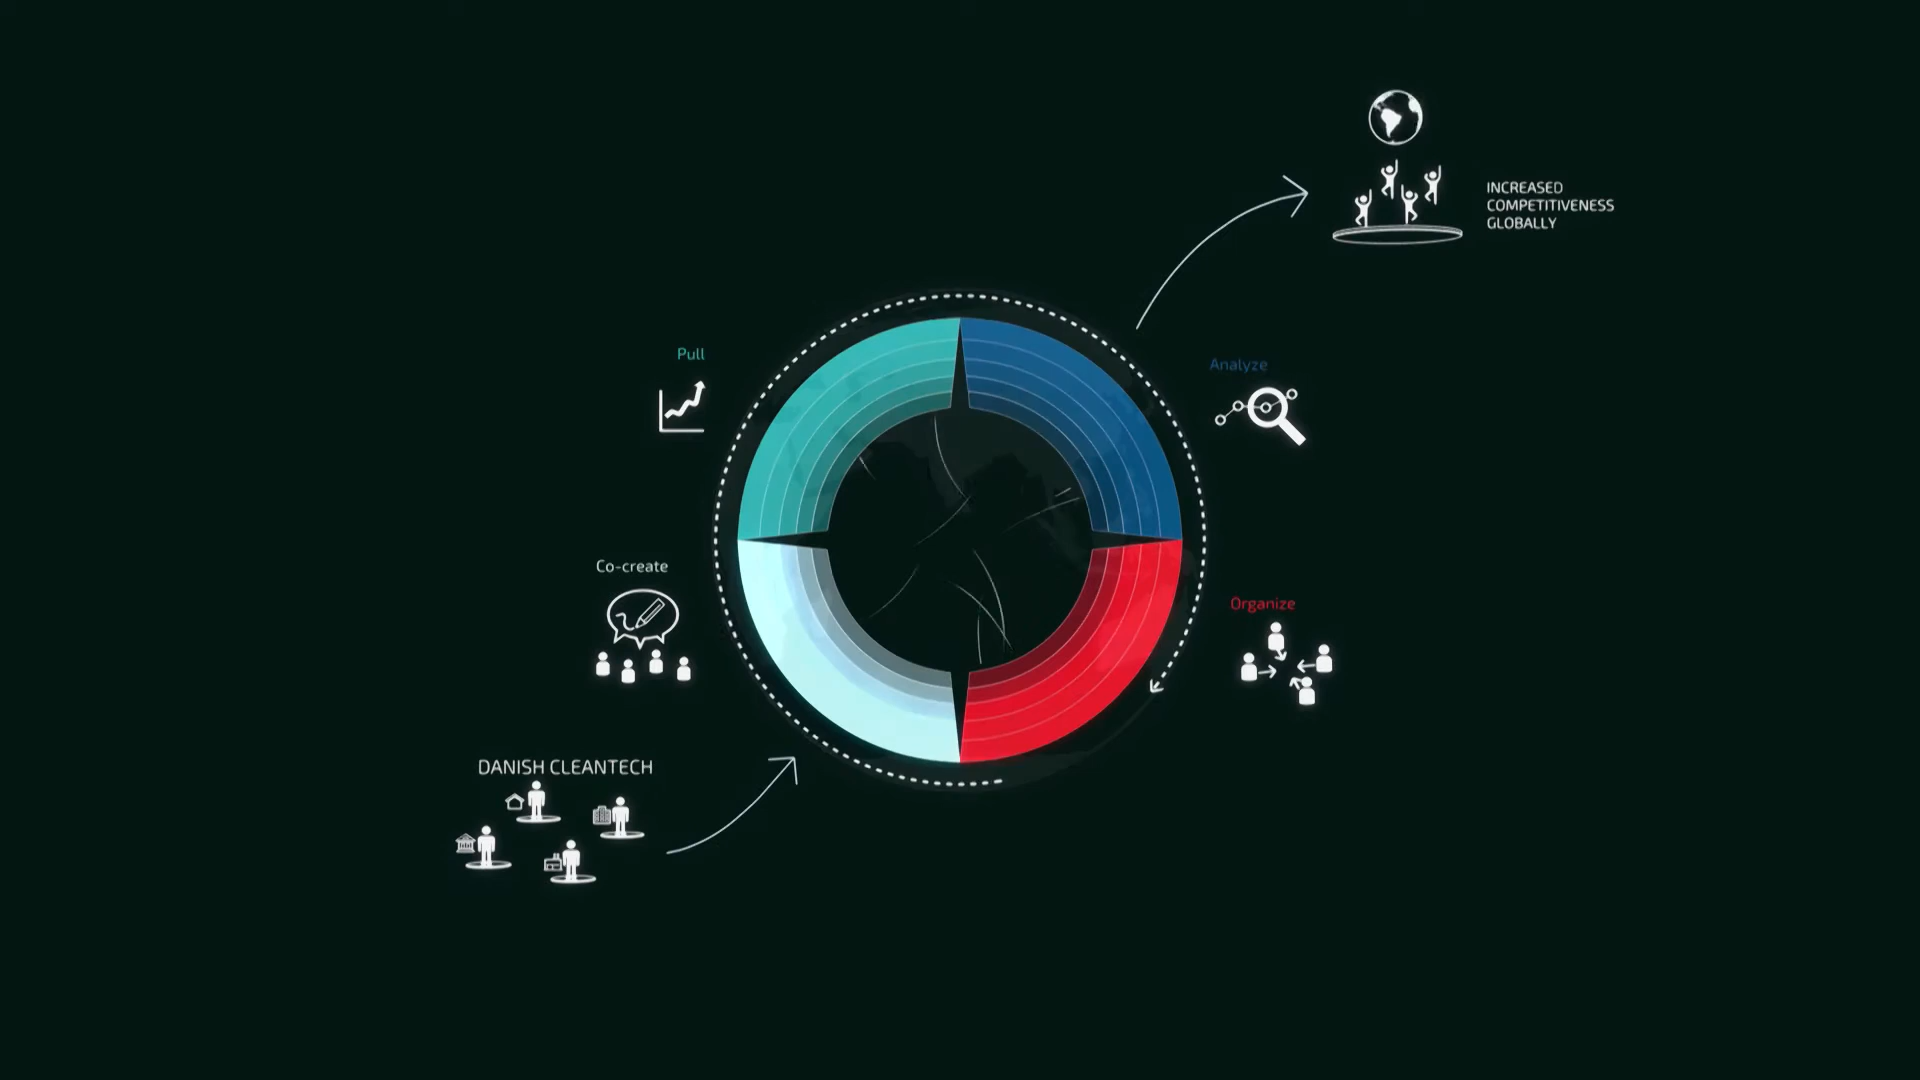 INCREASED
COMPETITIVENESS
GLOBALLY
Pull
Analyze
Co-create
Organize
DANISH CLEANTECH